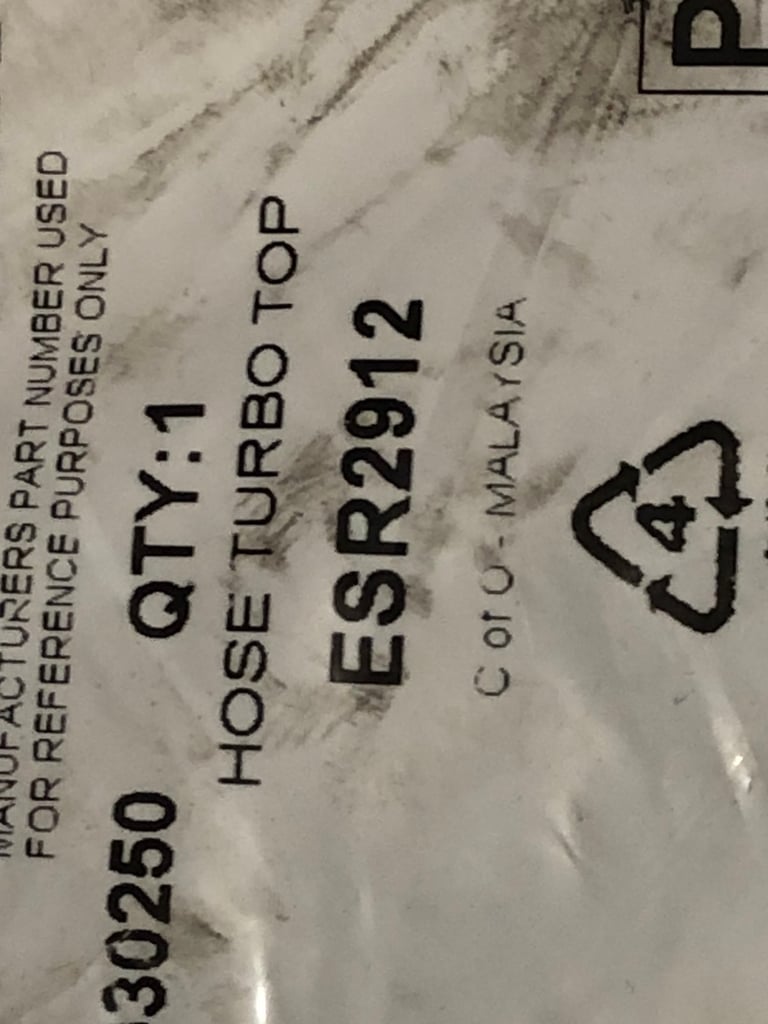 MANUFACTURERS PART NUMBER USED
FOR REFERENCE PURPOSES ONLY
30250 QTY:1
HOSE TURBO TOP
ESR2912
C of O - MALAYSIA
4
P